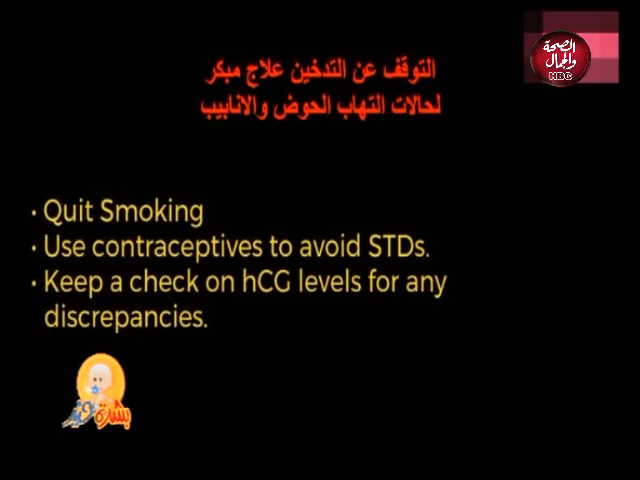 الصحة
والجمال
HBC
التوقف عن التدخين علاج مبكر
لحالات التهاب الحوض والانابيب
• Quit Smoking
• Use contraceptives to avoid STDs.
• Keep a check on hCG levels for any
discrepancies.
بشارة خير